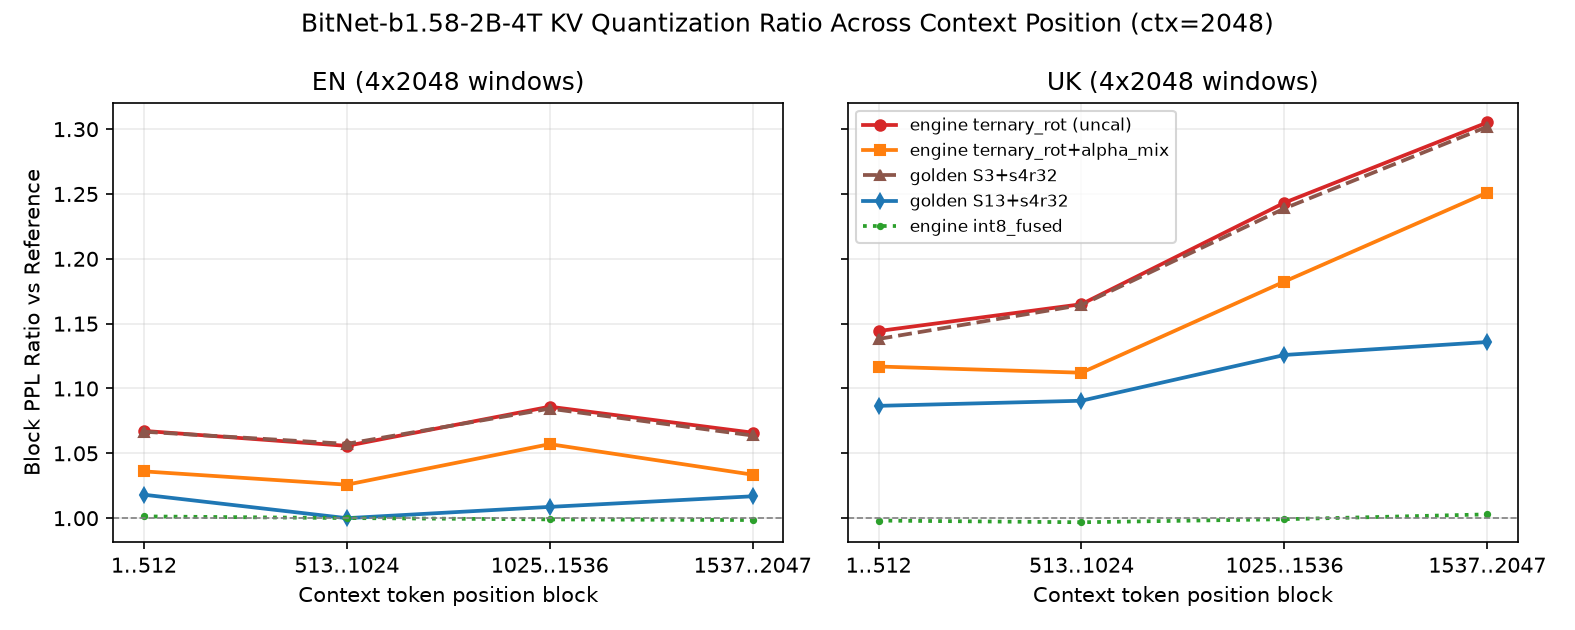 BitNet-b1.58-2B-4T KV Quantization Ratio Across Context Position (ctx=2048)
EN (4x2048 windows)
Block PPL Ratio vs Reference
1.30
1.25
1.20
1.15
1.10
1.05
1.00
1..512
513..1024
1025..1536
1537..2047
Context token position block
UK (4x2048 windows)
engine ternary_rot (uncal)
engine ternary_rot+alpha_mix
golden S3+s4r32
golden S13+s4r32
engine int8_fused
1..512
513..1024
1025..1536
1537..2047
Context token position block